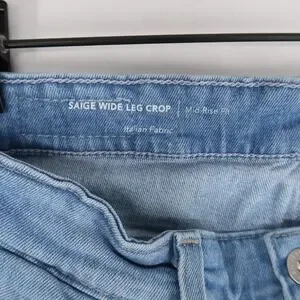 SAIGE WIDE LEG CROP | Mid Rise Fit
Italian Fabric